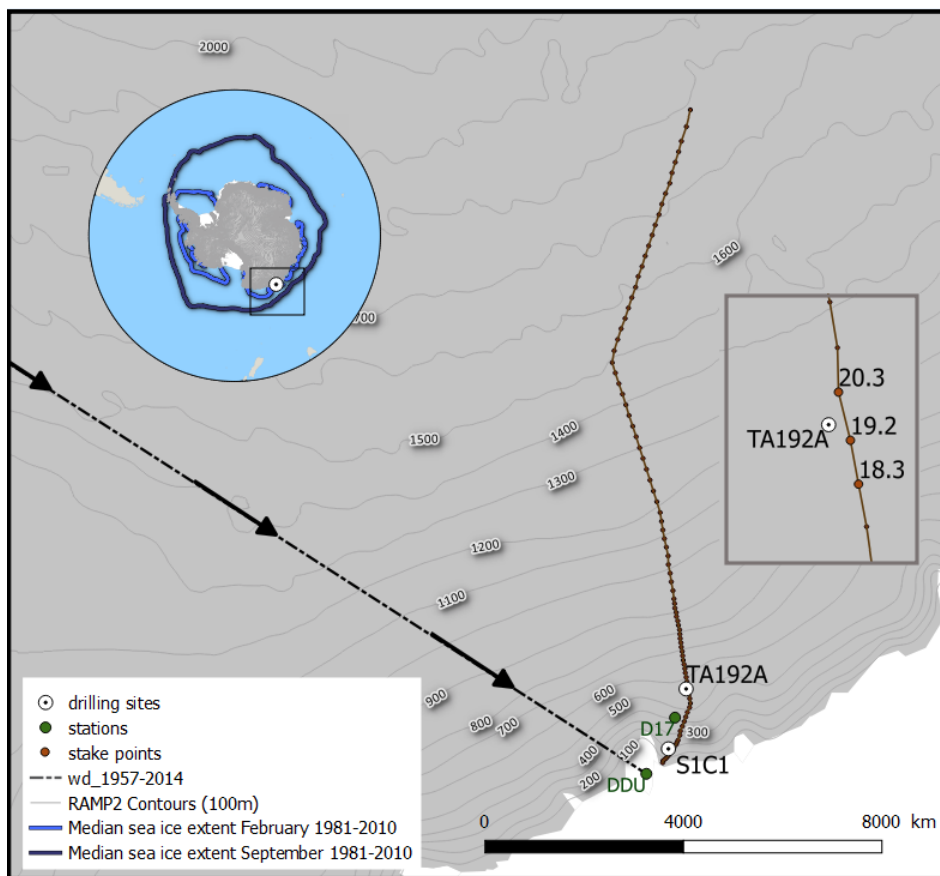 2000
1600
700
20.3
TA192A
19.2
18.3
1500
1400
1300
1200
1100
TA192A
900
600
500
800
700
D17
300
400
100
S1C1
200
DDU
drilling sites
stations
stake points
wd_1957-2014
RAMP2 Contours (100m)
Median sea ice extent February 1981-2010
Median sea ice extent September 1981-2010
0 4000 8000 km